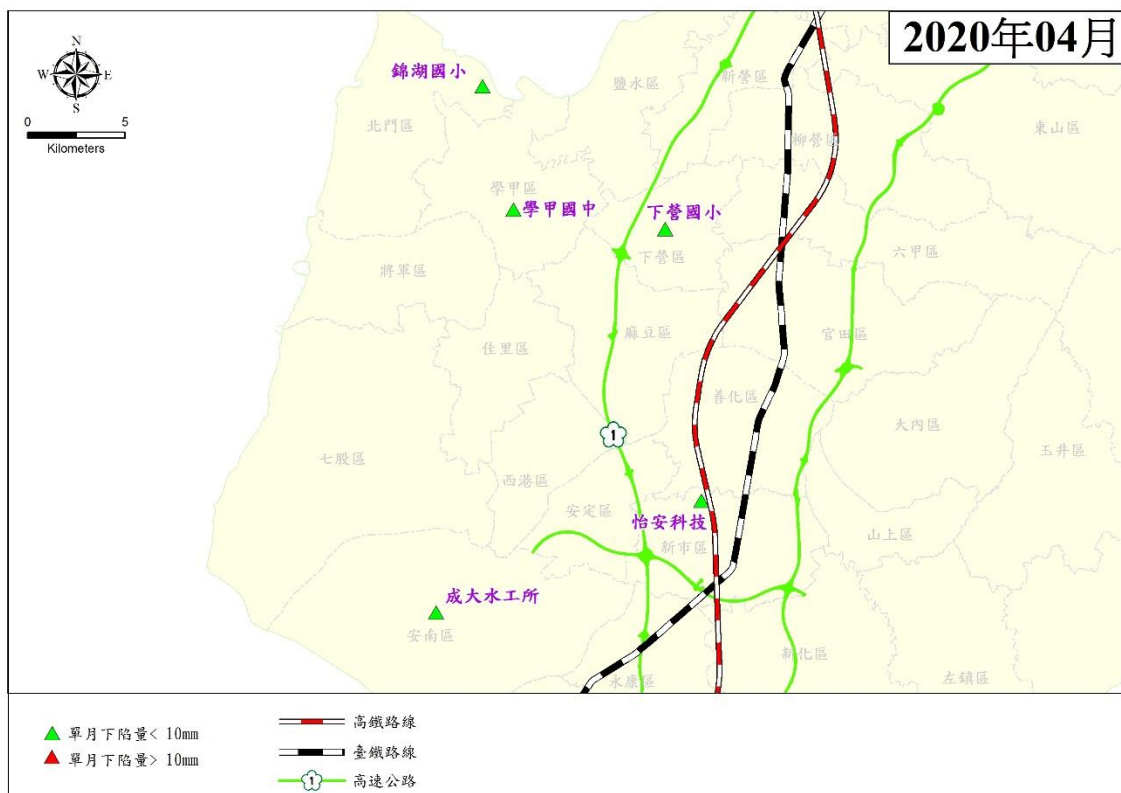 2020年04月
N
W E
S
0 5
Kilometers
錦湖國小
鹽水區
新營區
北門區
東山區
柳營區
學甲區
學甲國中
下營國小
下營區
六甲區
將軍區
麻豆區
官田區
佳里區
善化區
大內區
1
玉井區
七股區
西港區
安定區
怡安科技
山上區
新市區
成大水工所
安南區
新化區
永康區
左鎮區
單月下陷量< 10mm
單月下陷量> 10mm
高鐵路線
臺鐵路線
1 高速公路